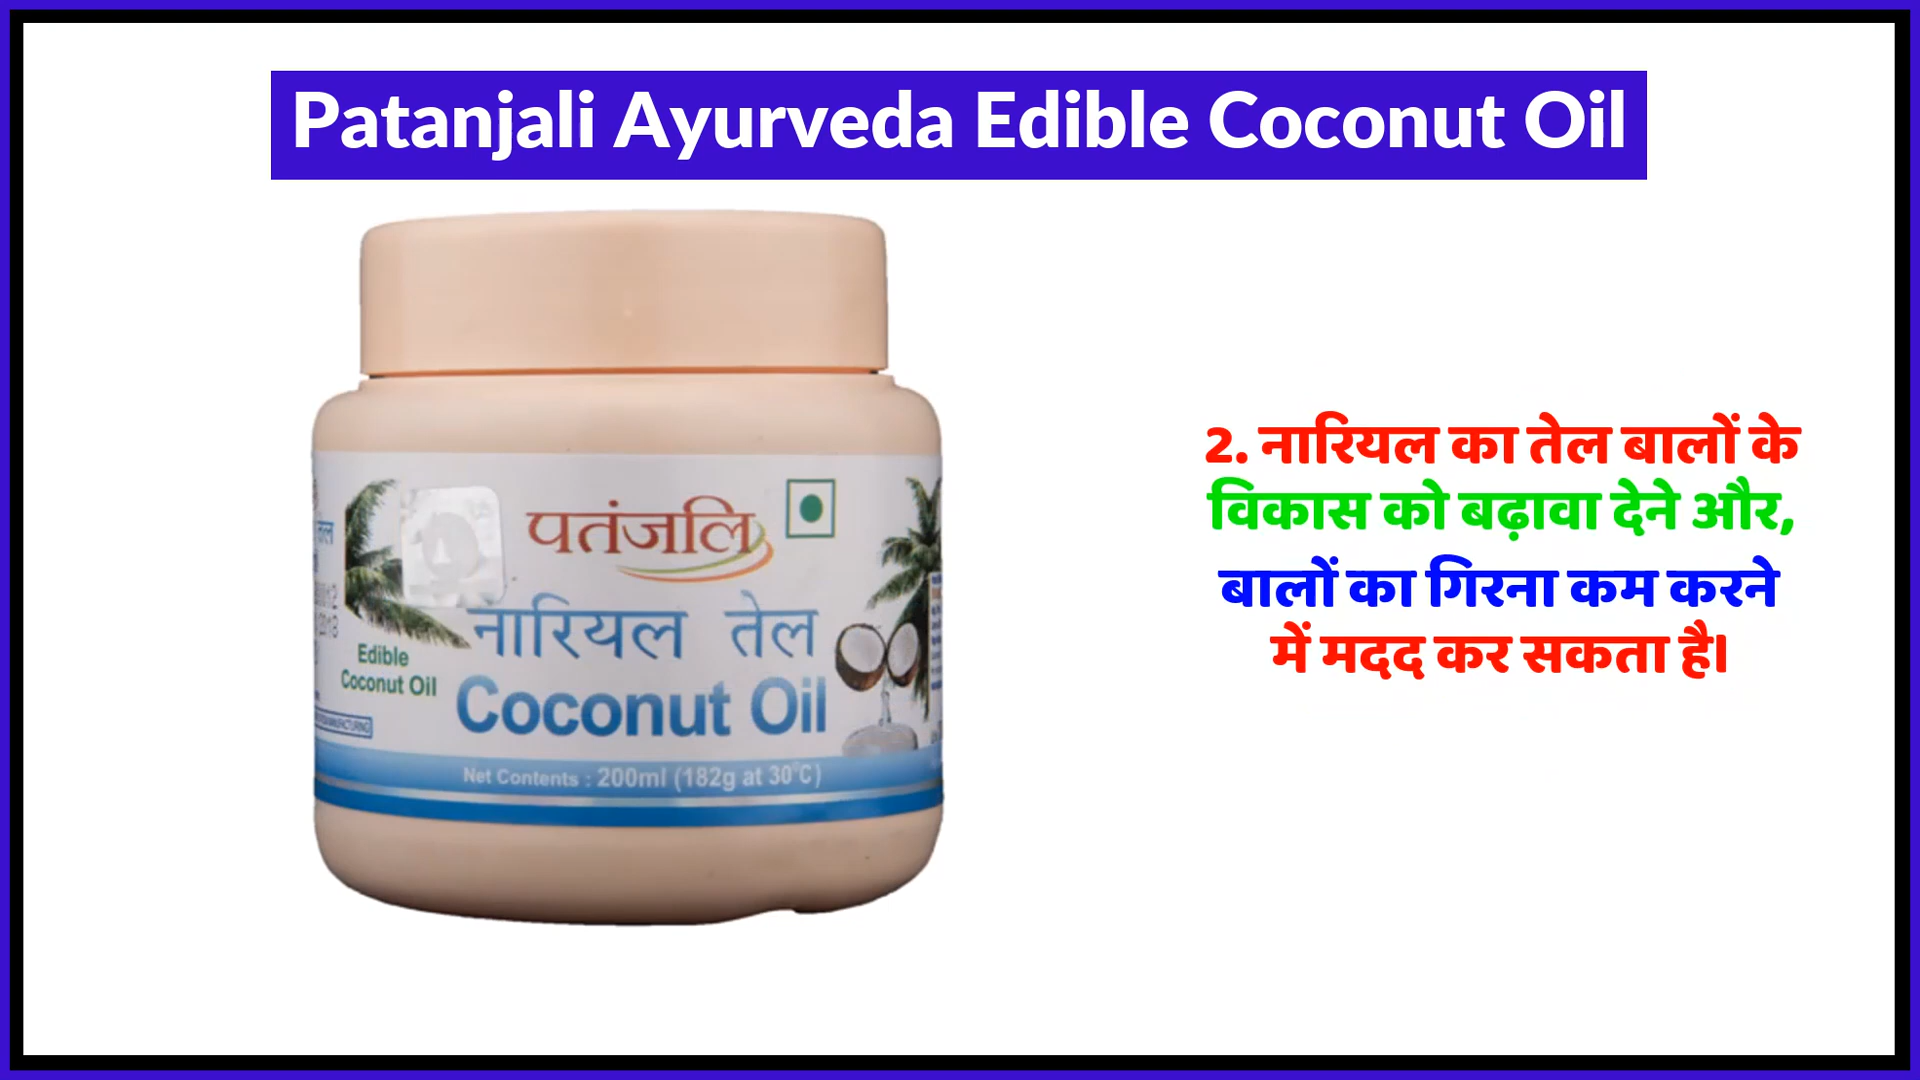 Patanjali Ayurveda Edible Coconut Oil
पतंजलि
नारियल तेल
Edible
Coconut Oil
Coconut Oil
Net Contents : 200ml (182g at 30°C)
2. नारियल का तेल बालों के
विकास को बढ़ावा देने और,
बालों का गिरना कम करने
में मदद कर सकता है।